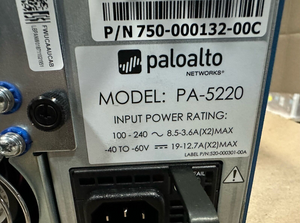 P/N 750-000132-00C
paloalto
NETWORKS®
MODEL: PA-5220
INPUT POWER RATING:
100 - 240 ～ 8.5-3.6A(X2)MAX
-40 TO -60V ⎓ 19-12.7A(X2)MAX
LABEL P/N:520-000301-00A